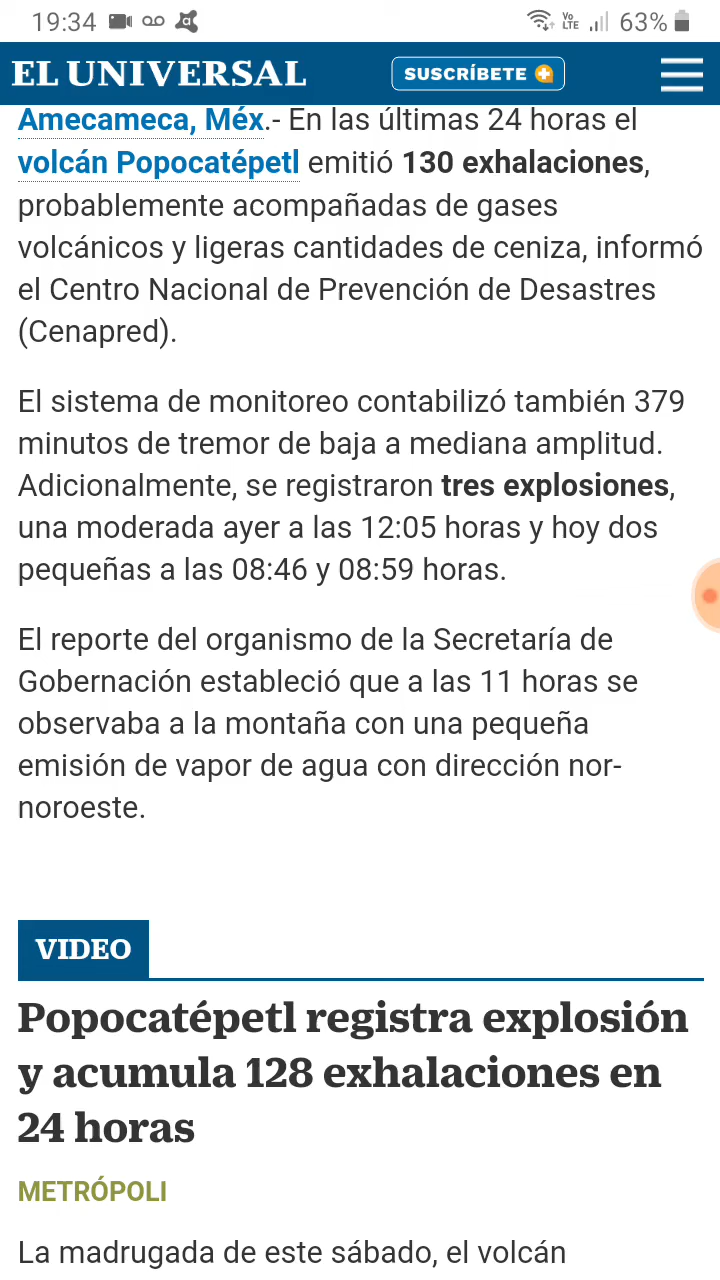 19:34
Vo
LTE
63%
EL UNIVERSAL
SUSCRÍBETE
Amecameca, Méx.- En las últimas 24 horas el
volcán Popocatépetl emitió 130 exhalaciones,
probablemente acompañadas de gases
volcánicos y ligeras cantidades de ceniza, informó
el Centro Nacional de Prevención de Desastres
(Cenapred).
El sistema de monitoreo contabilizó también 379
minutos de tremor de baja a mediana amplitud.
Adicionalmente, se registraron tres explosiones,
una moderada ayer a las 12:05 horas y hoy dos
pequeñas a las 08:46 y 08:59 horas.
El reporte del organismo de la Secretaría de
Gobernación estableció que a las 11 horas se
observaba a la montaña con una pequeña
emisión de vapor de agua con dirección nor-
noroeste.
VIDEO
Popocatépetl registra explosión
y acumula 128 exhalaciones en
24 horas
METRÓPOLI
La madrugada de este sábado, el volcán